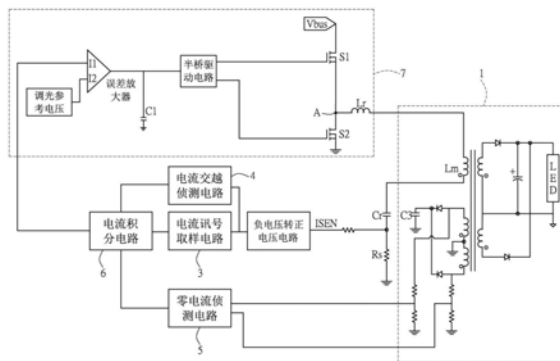 Vbus
I1
I2
误差放
大器
调光参
考电压
C1
半桥驱
动电路
S1
A
S2
Lr
7
1
Lm
LED
+
电流交越
侦测电路
4
电流积
分电路
6
电流讯号
取样电路
3
负电压转正
电压电路
ISEN
Cr
C3
Rs
零电流侦
测电路
5